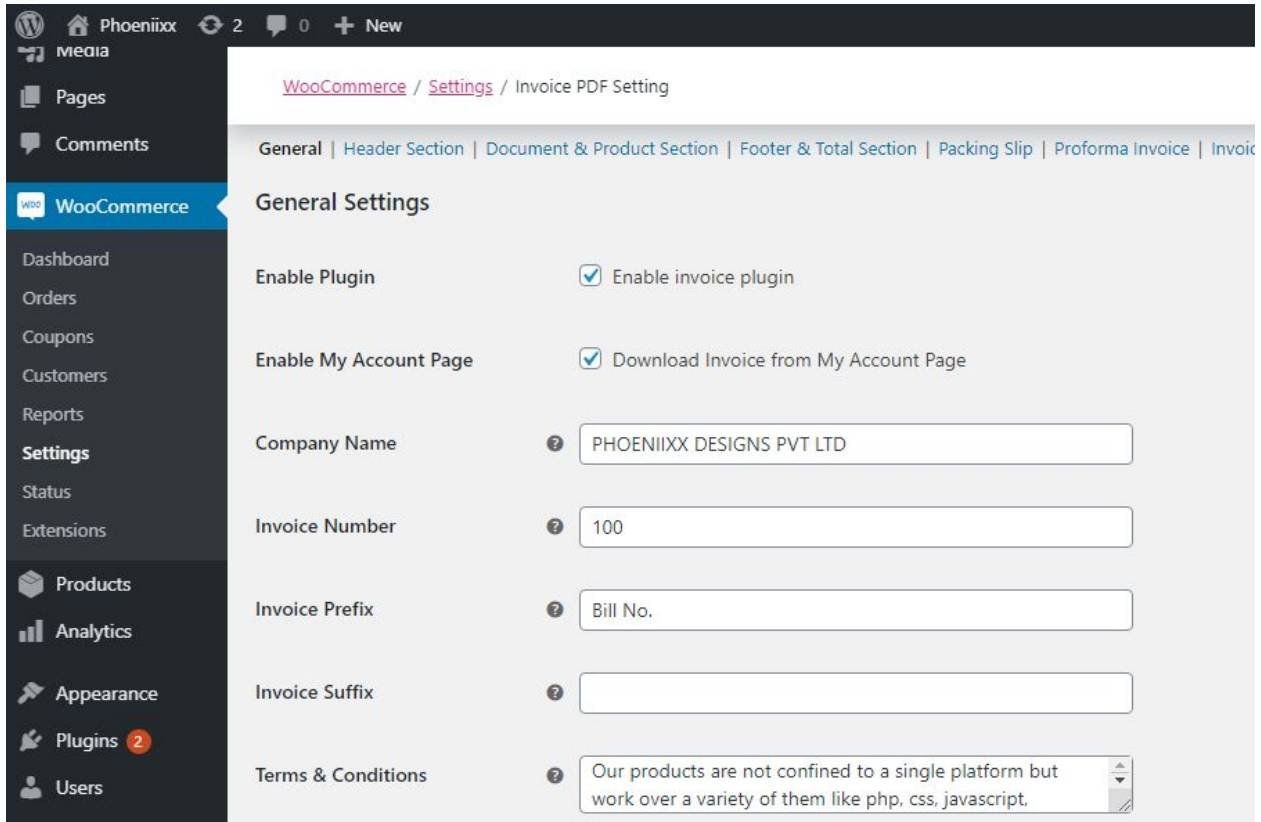 Phoeniixx 2 0 New
Media
Pages
Comments
WooCommerce
Dashboard
Orders
Coupons
Customers
Reports
Settings
Status
Extensions
Products
Analytics
Appearance
Plugins 2
Users
WooCommerce / Settings / Invoice PDF Setting
General | Header Section | Document & Product Section | Footer & Total Section | Packing Slip | Proforma Invoice | Invoic
General Settings
Enable Plugin Enable invoice plugin
Enable My Account Page Download Invoice from My Account Page
Company Name PHOENIIXX DESIGNS PVT LTD
Invoice Number 100
Invoice Prefix Bill No.
Invoice Suffix
Terms & Conditions Our products are not confined to a single platform but
work over a variety of them like php, css, javascript,